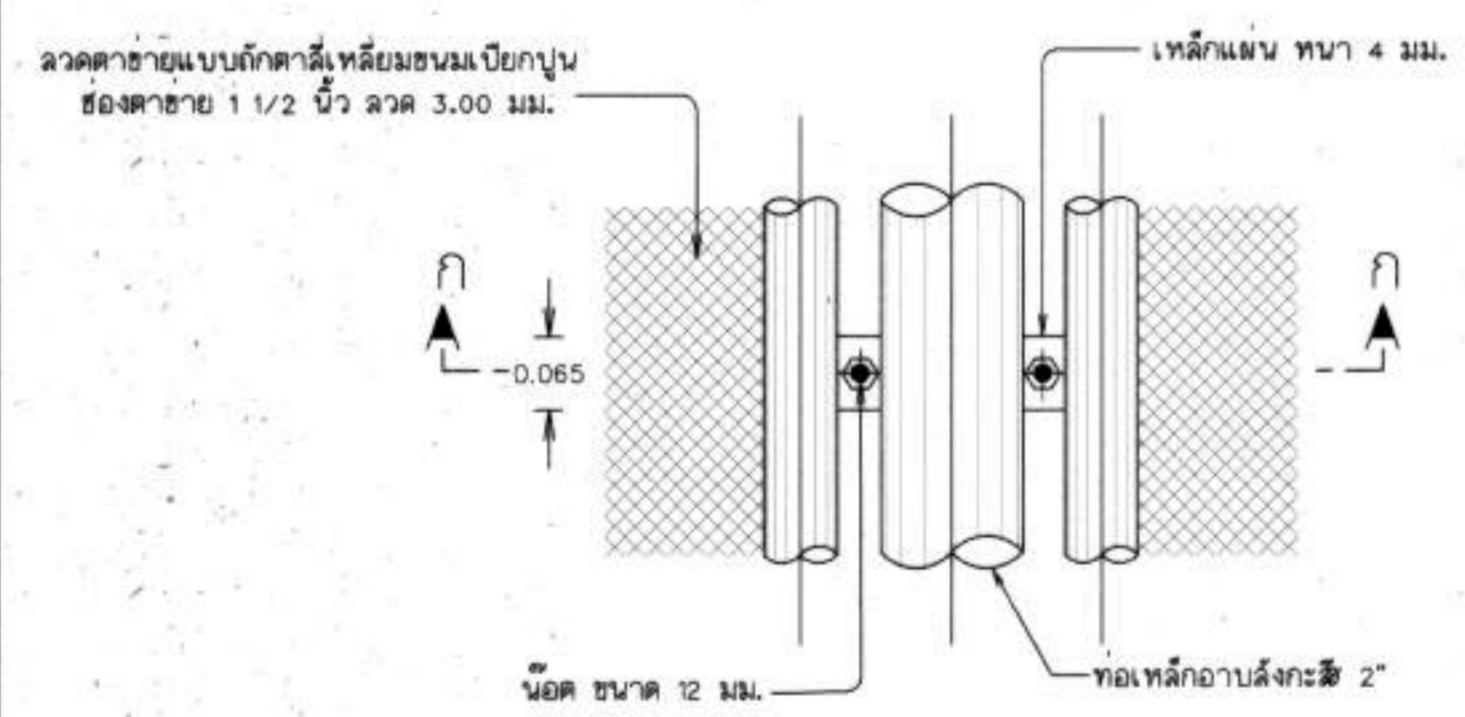 ลวดตาข่ายแบบถักตาสี่เหลี่ยมขนมเปียกปูน
ช่องตาข่าย 1 1/2 นิ้ว ลวด 3.00 มม.
เหล็กแผ่น หนา 4 มม.
ก
ก
0.065
น๊อต ขนาด 12 มม.
ท่อเหล็กอาบสังกะสี 2"